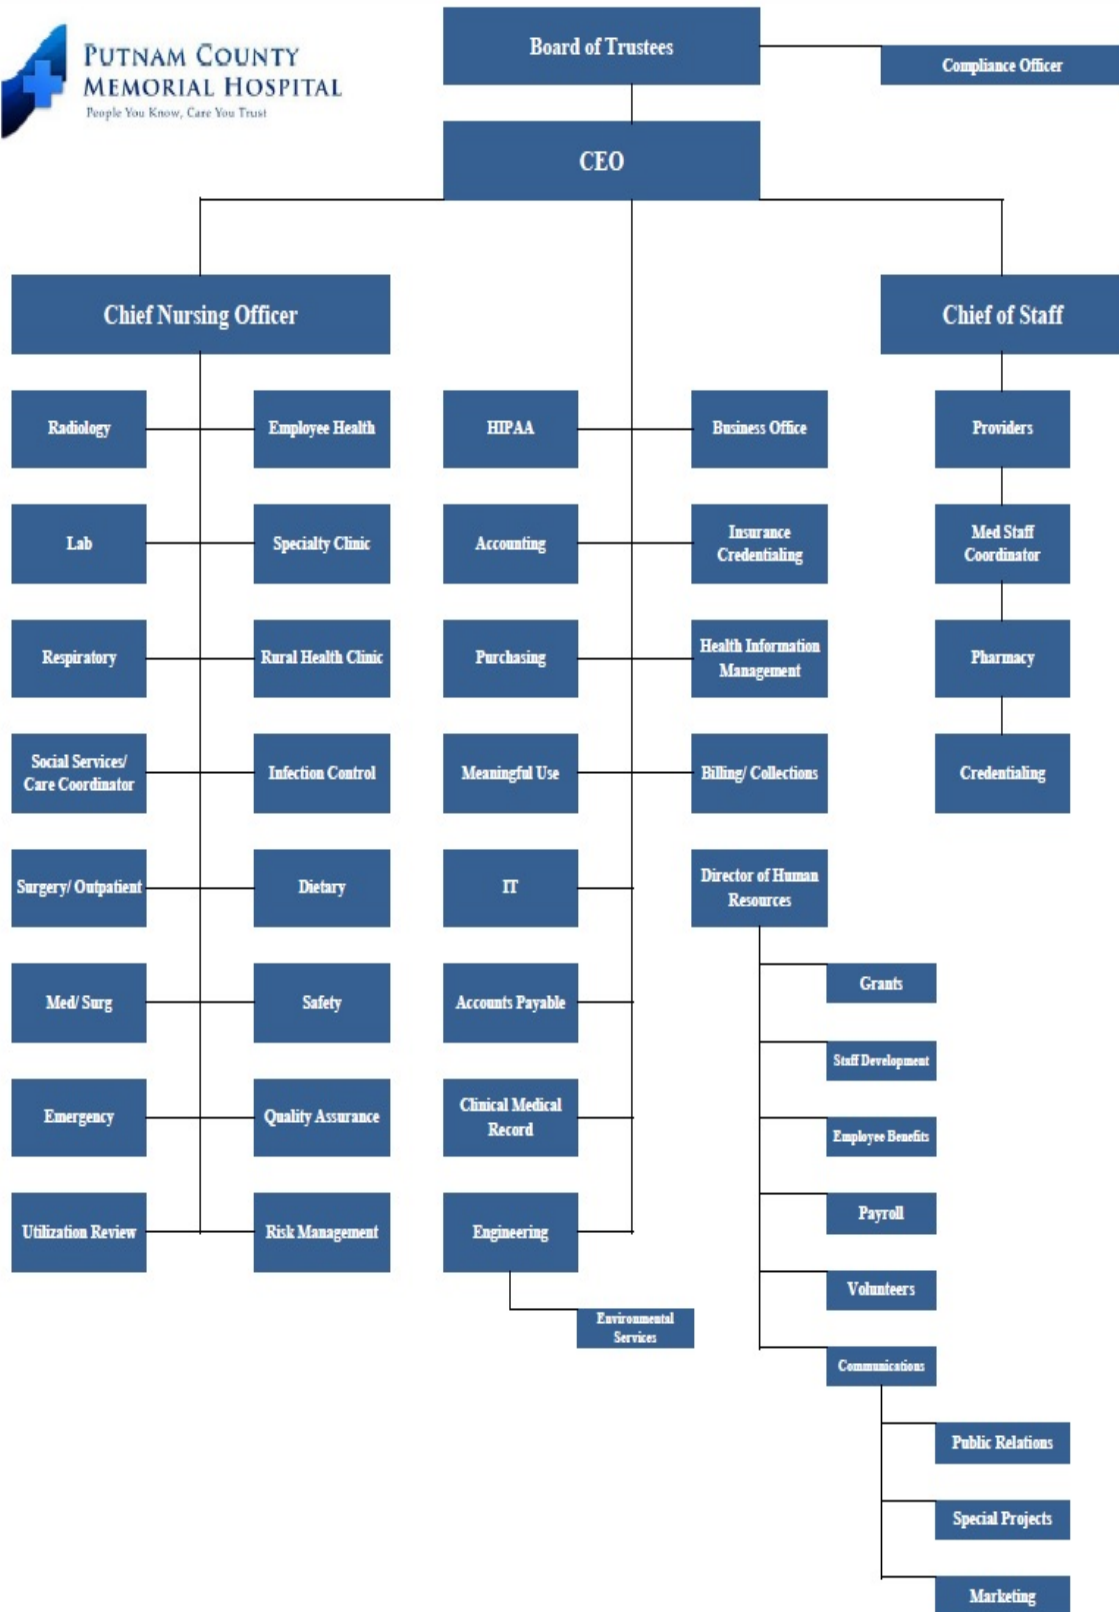 PUTNAM COUNTY
MEMORIAL HOSPITAL
People You Know, Care You Trust
Board of Trustees
Compliance Officer
CEO
Chief Nursing Officer
Chief of Staff
Radiology
Employee Health
HIPAA
Business Office
Providers
Lab
Specialty Clinic
Accounting
Insurance
Credentialing
Med Staff
Coordinator
Respiratory
Rural Health Clinic
Purchasing
Health Information
Management
Pharmacy
Social Services/
Care Coordinator
Infection Control
Meaningful Use
Billing/ Collections
Credentialing
Surgery/ Outpatient
Dietary
IT
Director of Human
Resources
Grants
Med/ Surg
Safety
Accounts Payable
Staff Development
Emergency
Quality Assurance
Clinical Medical
Record
Employee Benefits
Payroll
Utilization Review
Risk Management
Engineering
Volunteers
Environmental
Services
Communications
Public Relations
Special Projects
Marketing